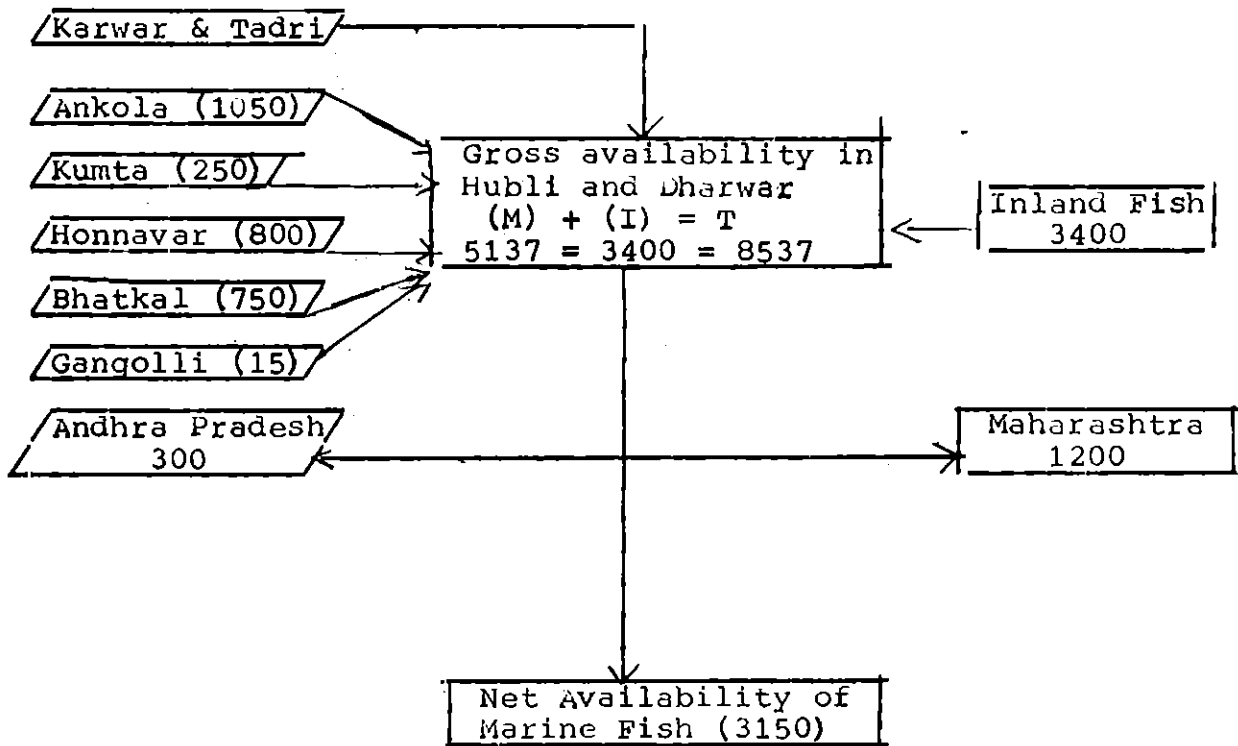 Karwar & Tadri
Ankola (1050)
Kumta (250)
Honnavar (800)
Bhatkal (750)
Gangolli (15)
Gross availability in
Hubli and Dharwar
(M) + (I) = T
5137 = 3400 = 8537
Inland Fish
3400
Andhra Pradesh
300
Maharashtra
1200
Net Availability of
Marine Fish (3150)